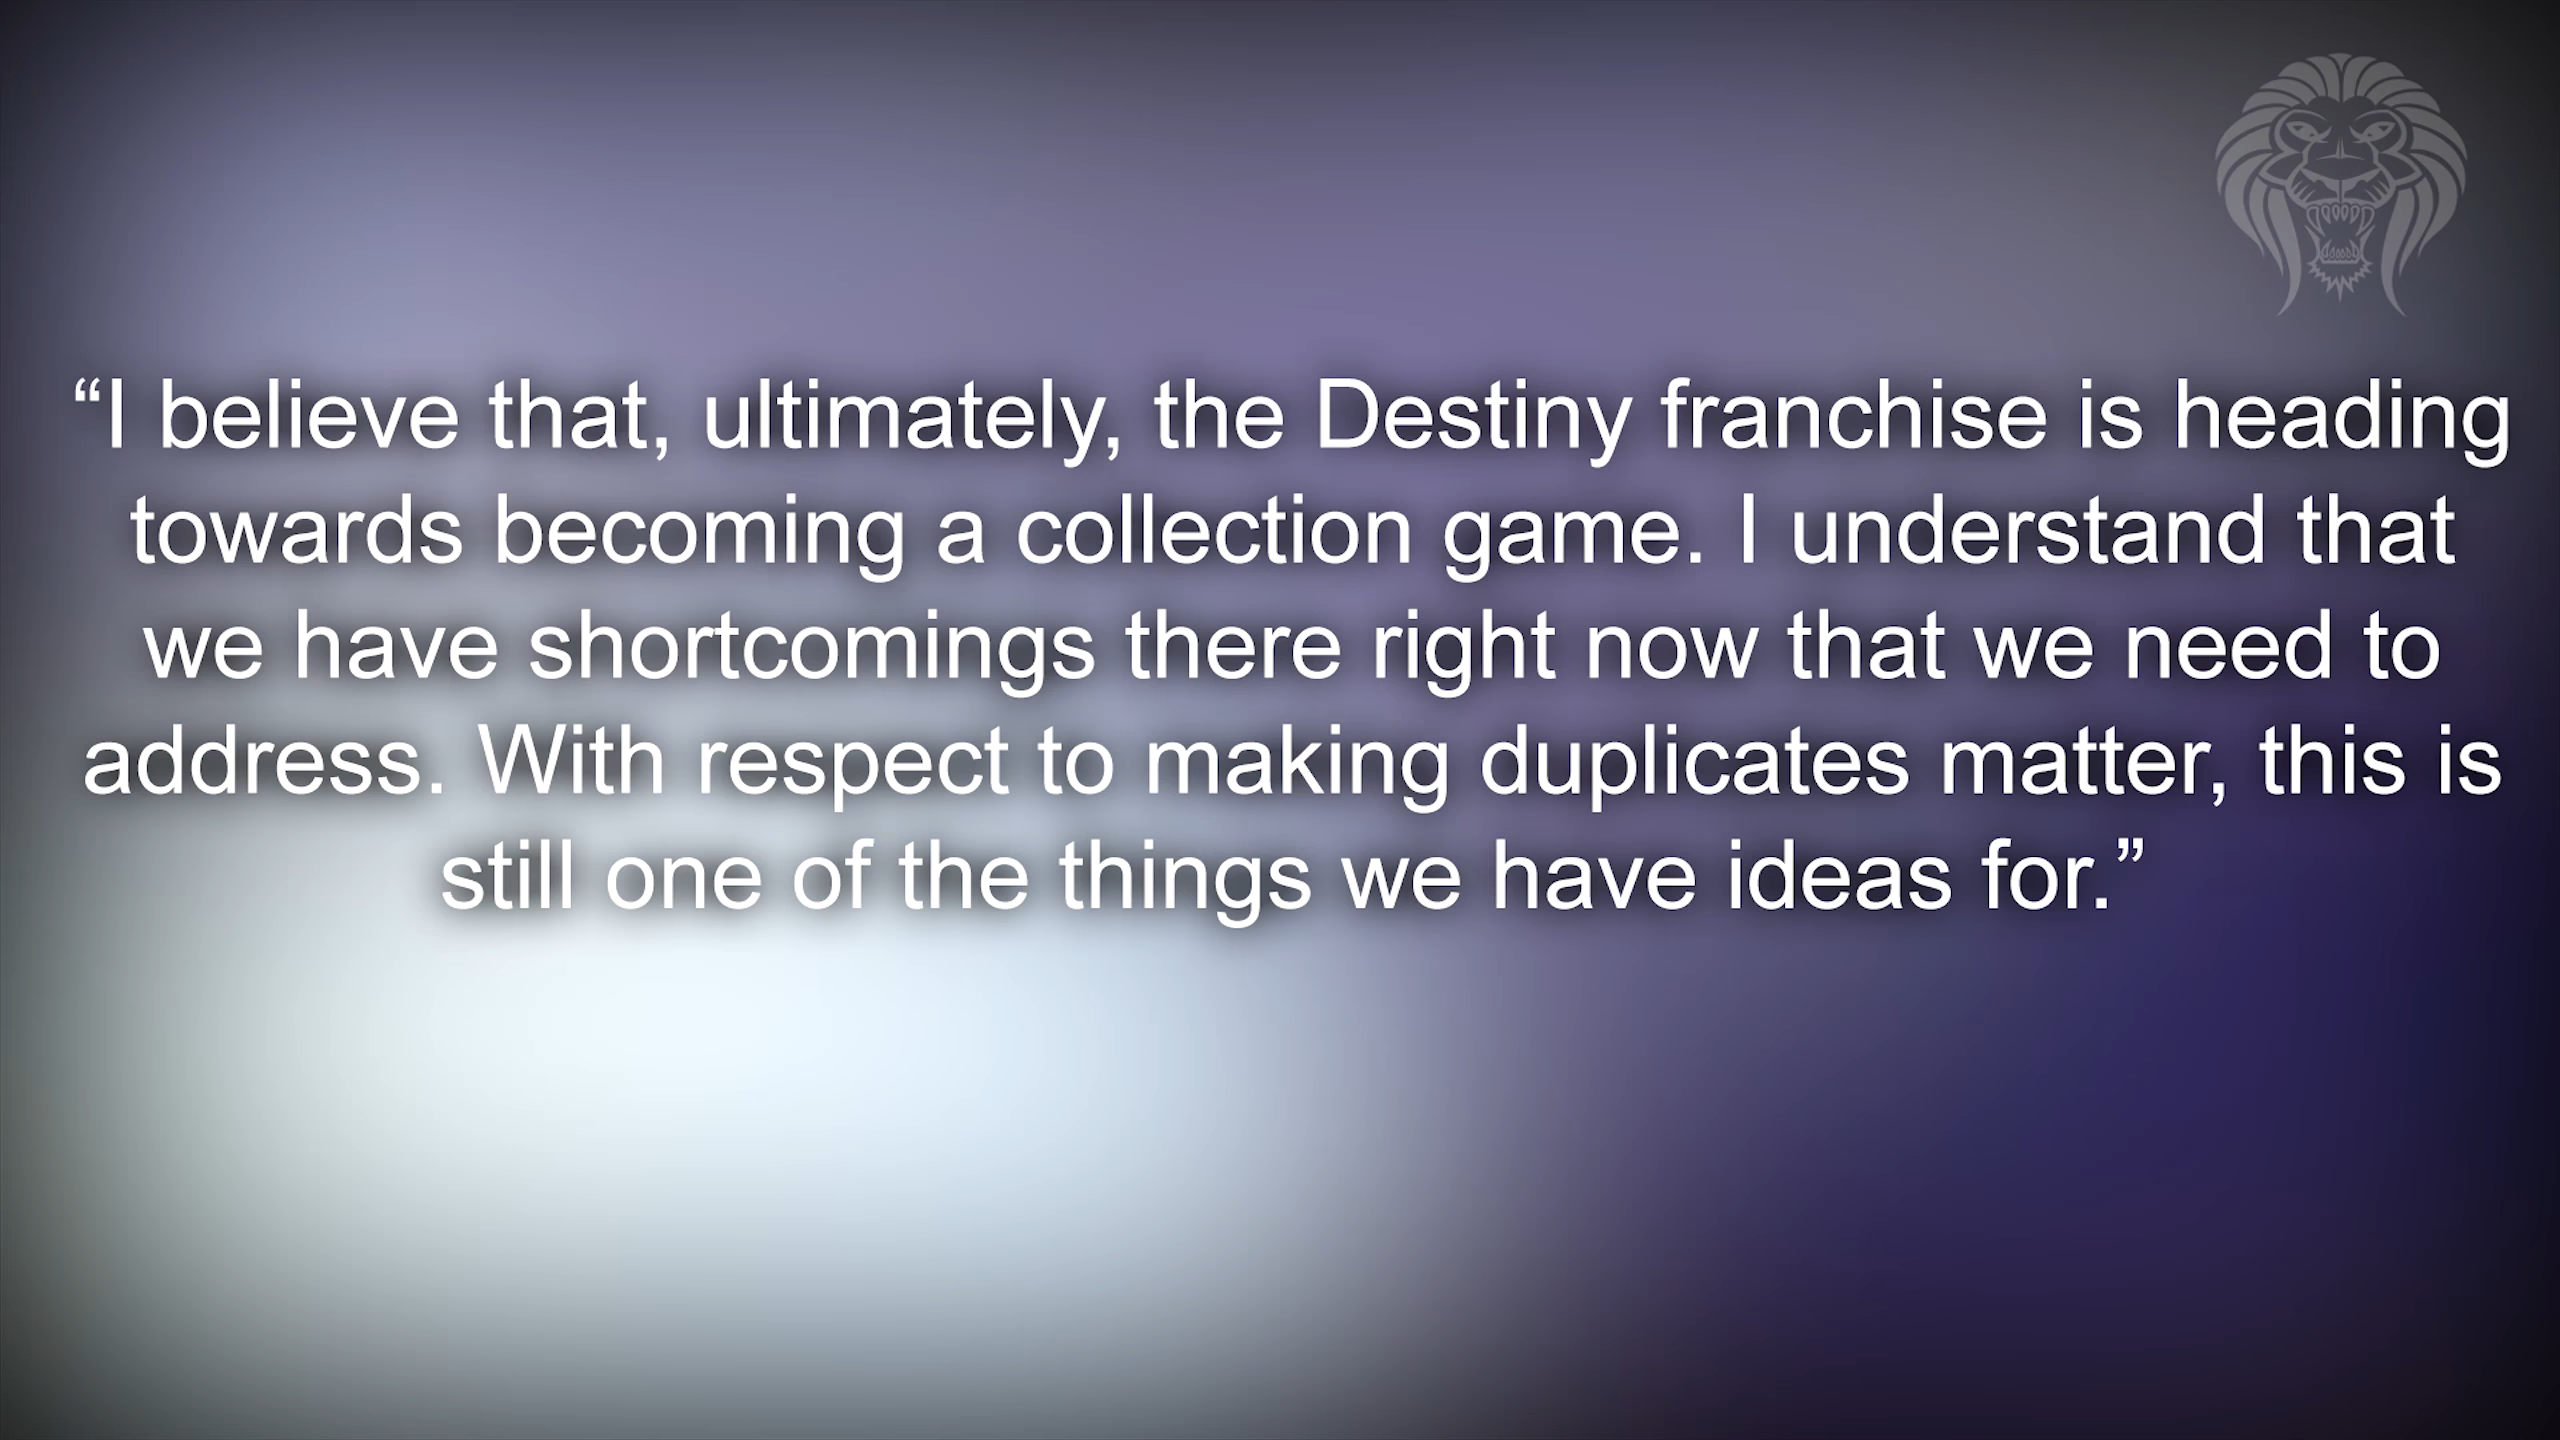 “I believe that, ultimately, the Destiny franchise is heading
towards becoming a collection game. I understand that
we have shortcomings there right now that we need to
address. With respect to making duplicates matter, this is
still one of the things we have ideas for.”